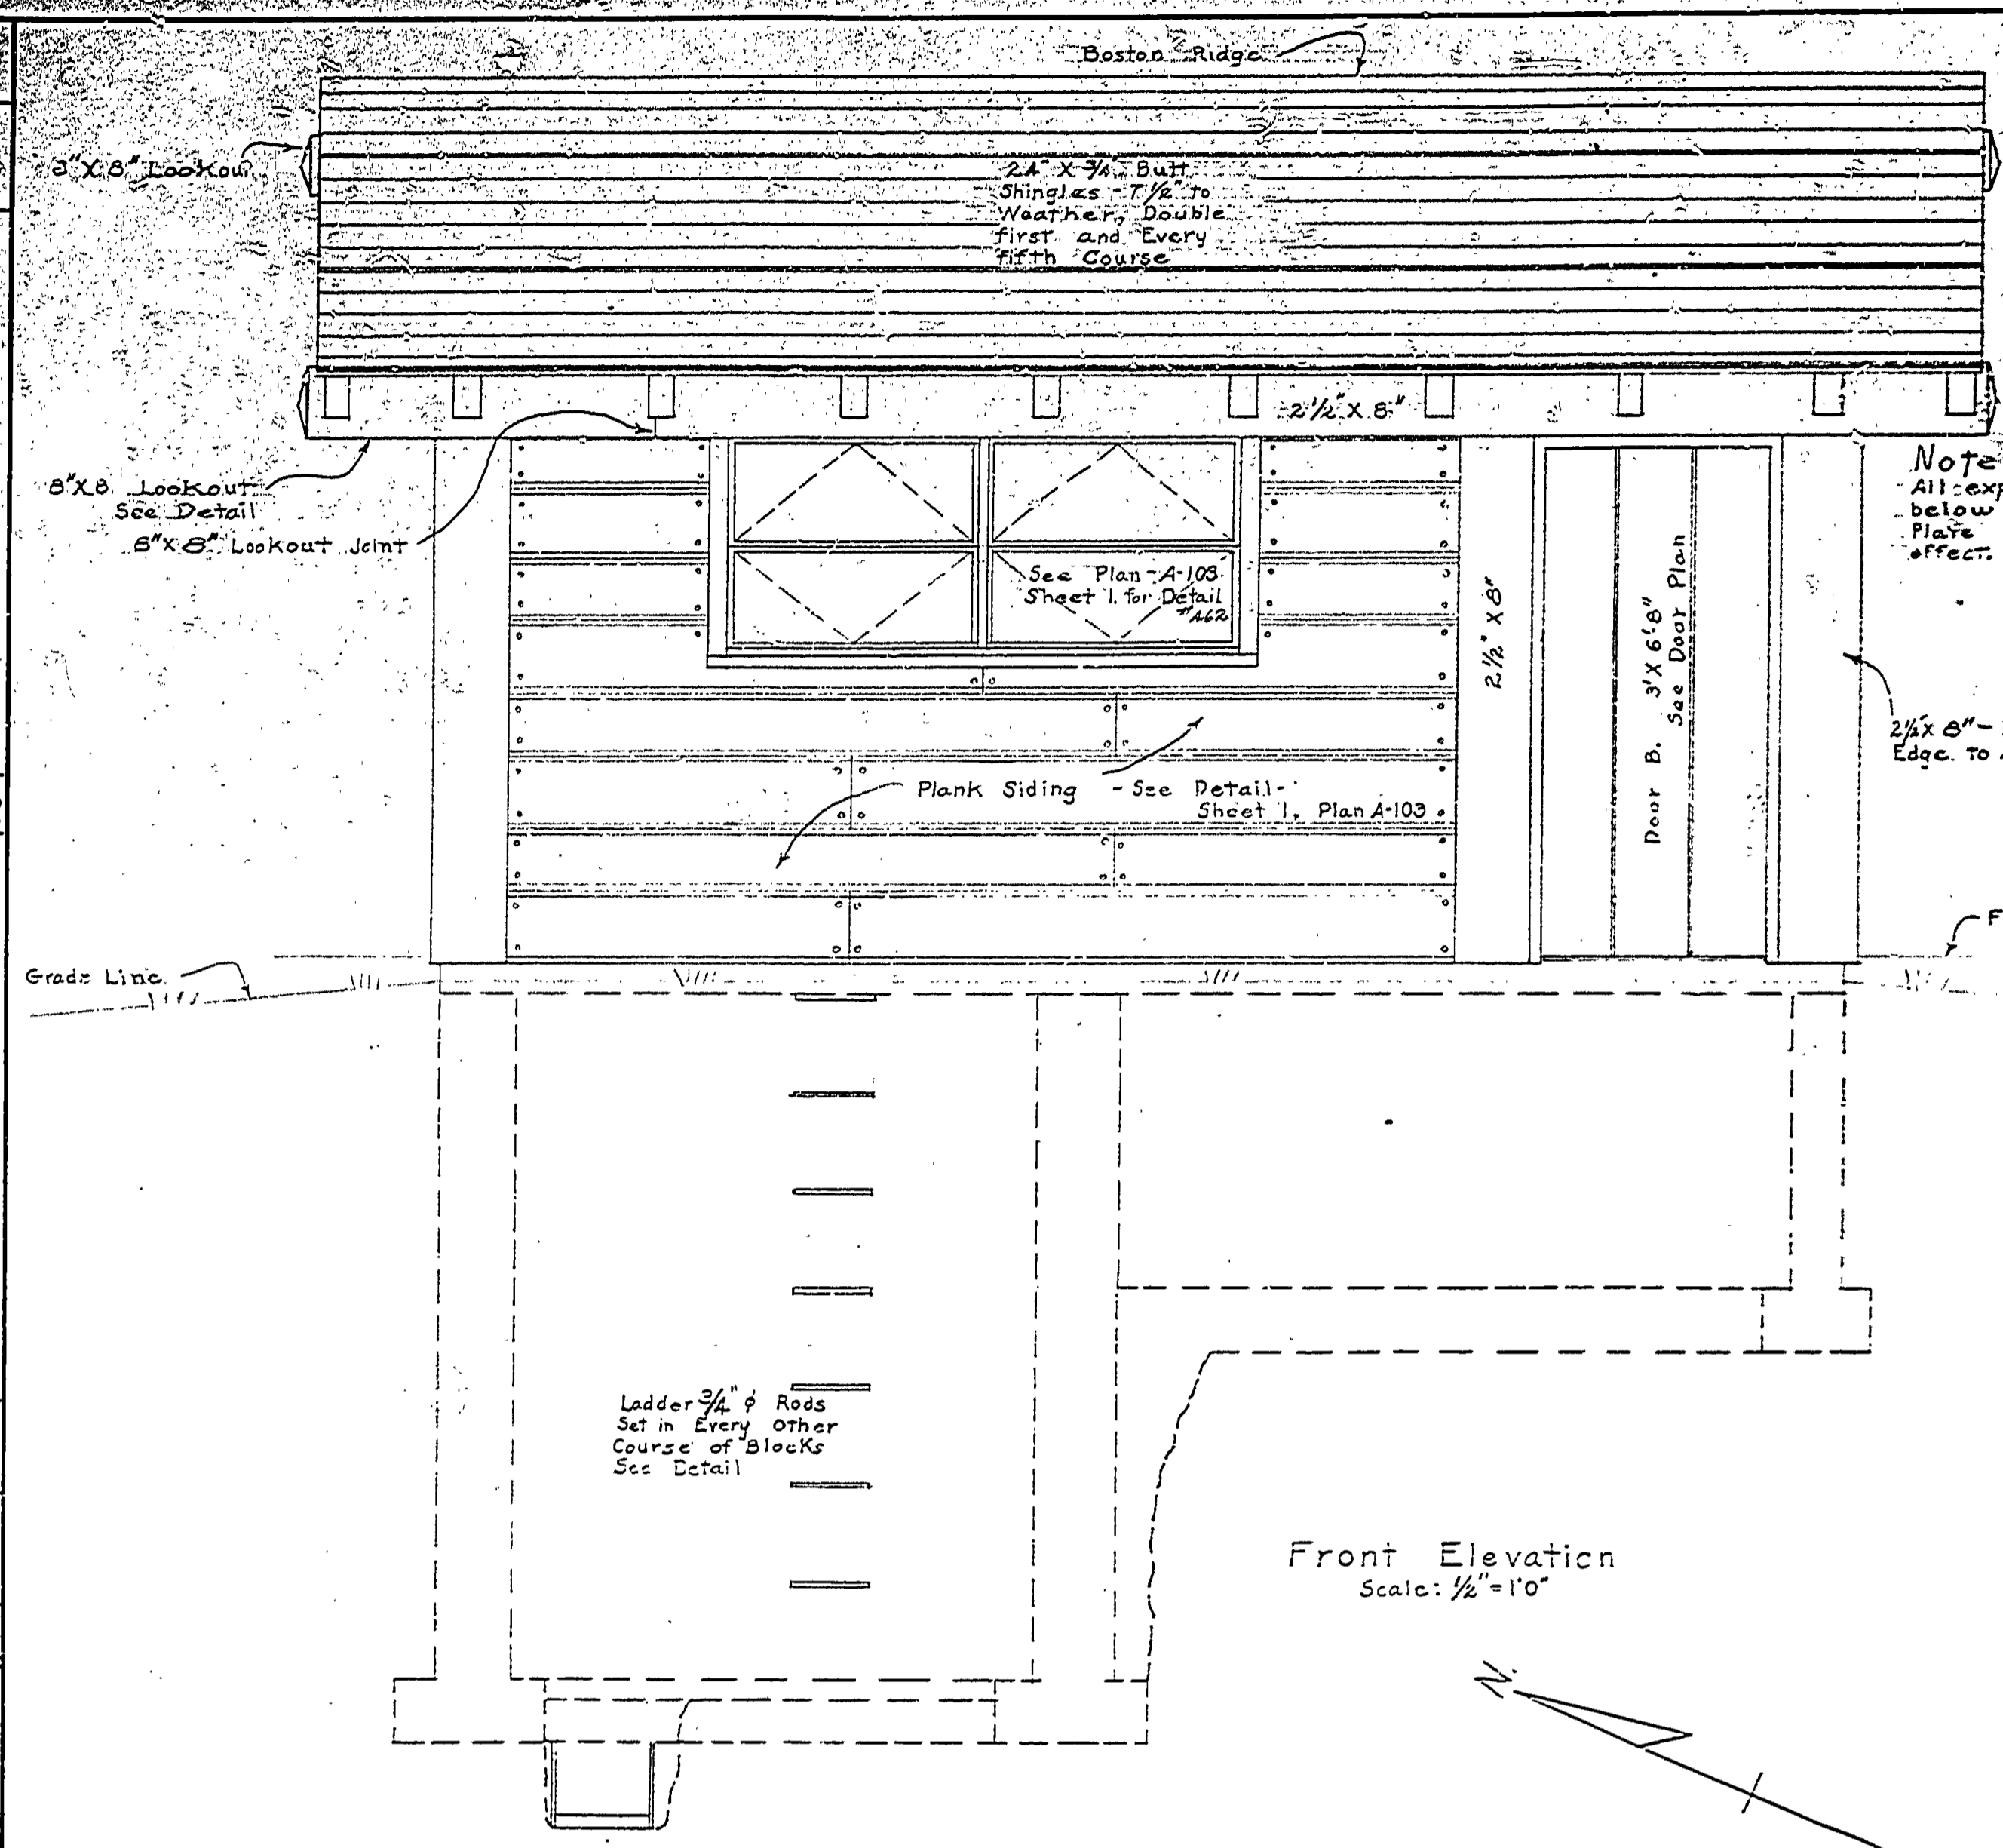 Boston Ridge
3"X8" Lookout
24" X 3/4" Butt
Shingles - 7 1/2" to
Weather, Double
first and Every
fifth Course
2 1/2" X 8"
8"X8 Lookout
See Detail
8"X8" Lookout Joint
Note
All exp
below
Plate
effect.
See Plan-A-103
Sheet 1. for Detail
#A62
2 1/2" X 8"
Door B. 3'X6'8"
See Door Plan
2 1/2"X 8" -
Edge. To
Plank Siding - See Detail-
Sheet 1, Plan A-103
F
Grade Line
Ladder 3/4" ϕ Rods
Set in Every Other
Course of Blocks
See Detail
Front Elevation
Scale: 1/2"=1'0"
N.